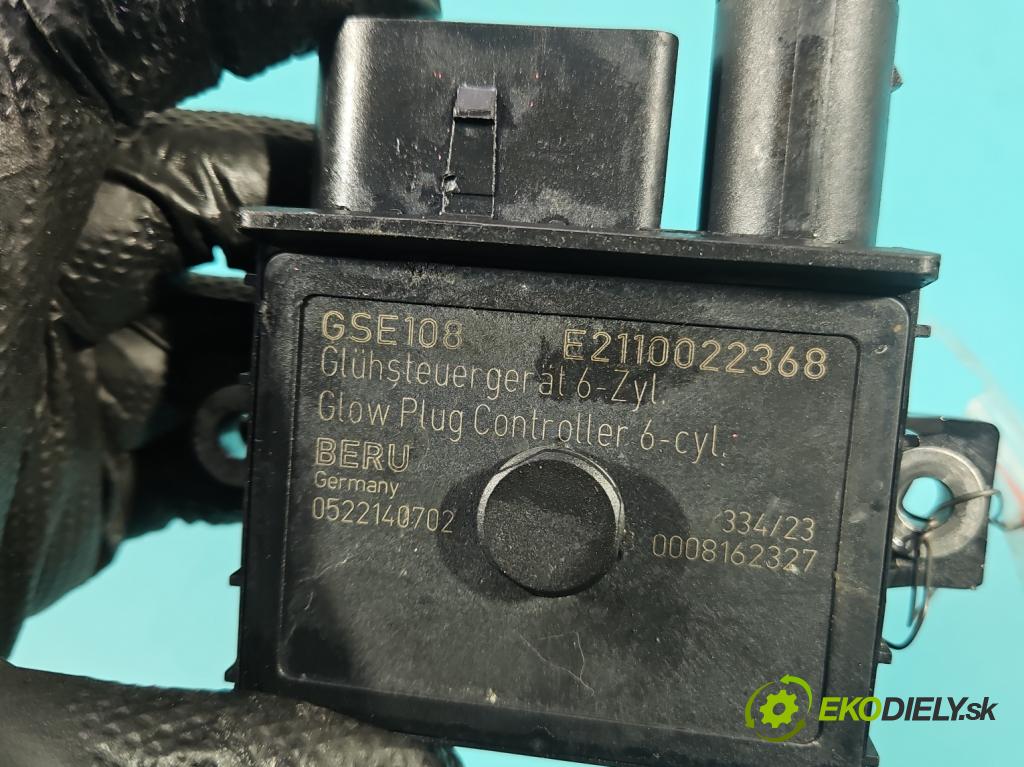 GSE108 E2110022368
Glühsteuergerät 6-Zyl.
Glow Plug Controller 6-cyl.
BERU
Germany
0522140702 334/23
0008162327
EKODIELY.sk